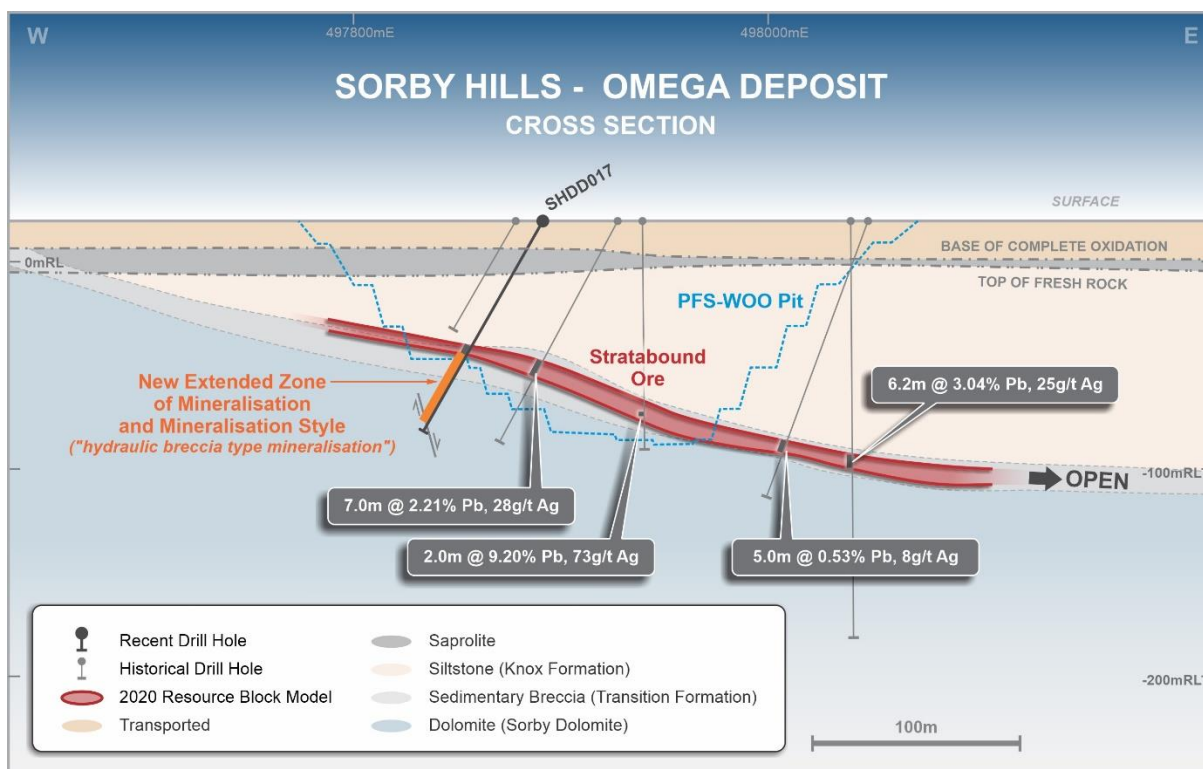 W
497800mE
498000mE
E
SORBY HILLS - OMEGA DEPOSIT
CROSS SECTION
SHDD017
SURFACE
BASE OF COMPLETE OXIDATION
0mRL
TOP OF FRESH ROCK
PFS-WOO Pit
Stratabound
Ore
New Extended Zone
of Mineralisation
and Mineralisation Style
("hydraulic breccia type mineralisation")
6.2m @ 3.04% Pb, 25g/t Ag
-100mRL
OPEN
7.0m @ 2.21% Pb, 28g/t Ag
2.0m @ 9.20% Pb, 73g/t Ag
5.0m @ 0.53% Pb, 8g/t Ag
Recent Drill Hole
Historical Drill Hole
2020 Resource Block Model
Transported
Saprolite
Siltstone (Knox Formation)
Sedimentary Breccia (Transition Formation)
Dolomite (Sorby Dolomite)
-200mRL
100m